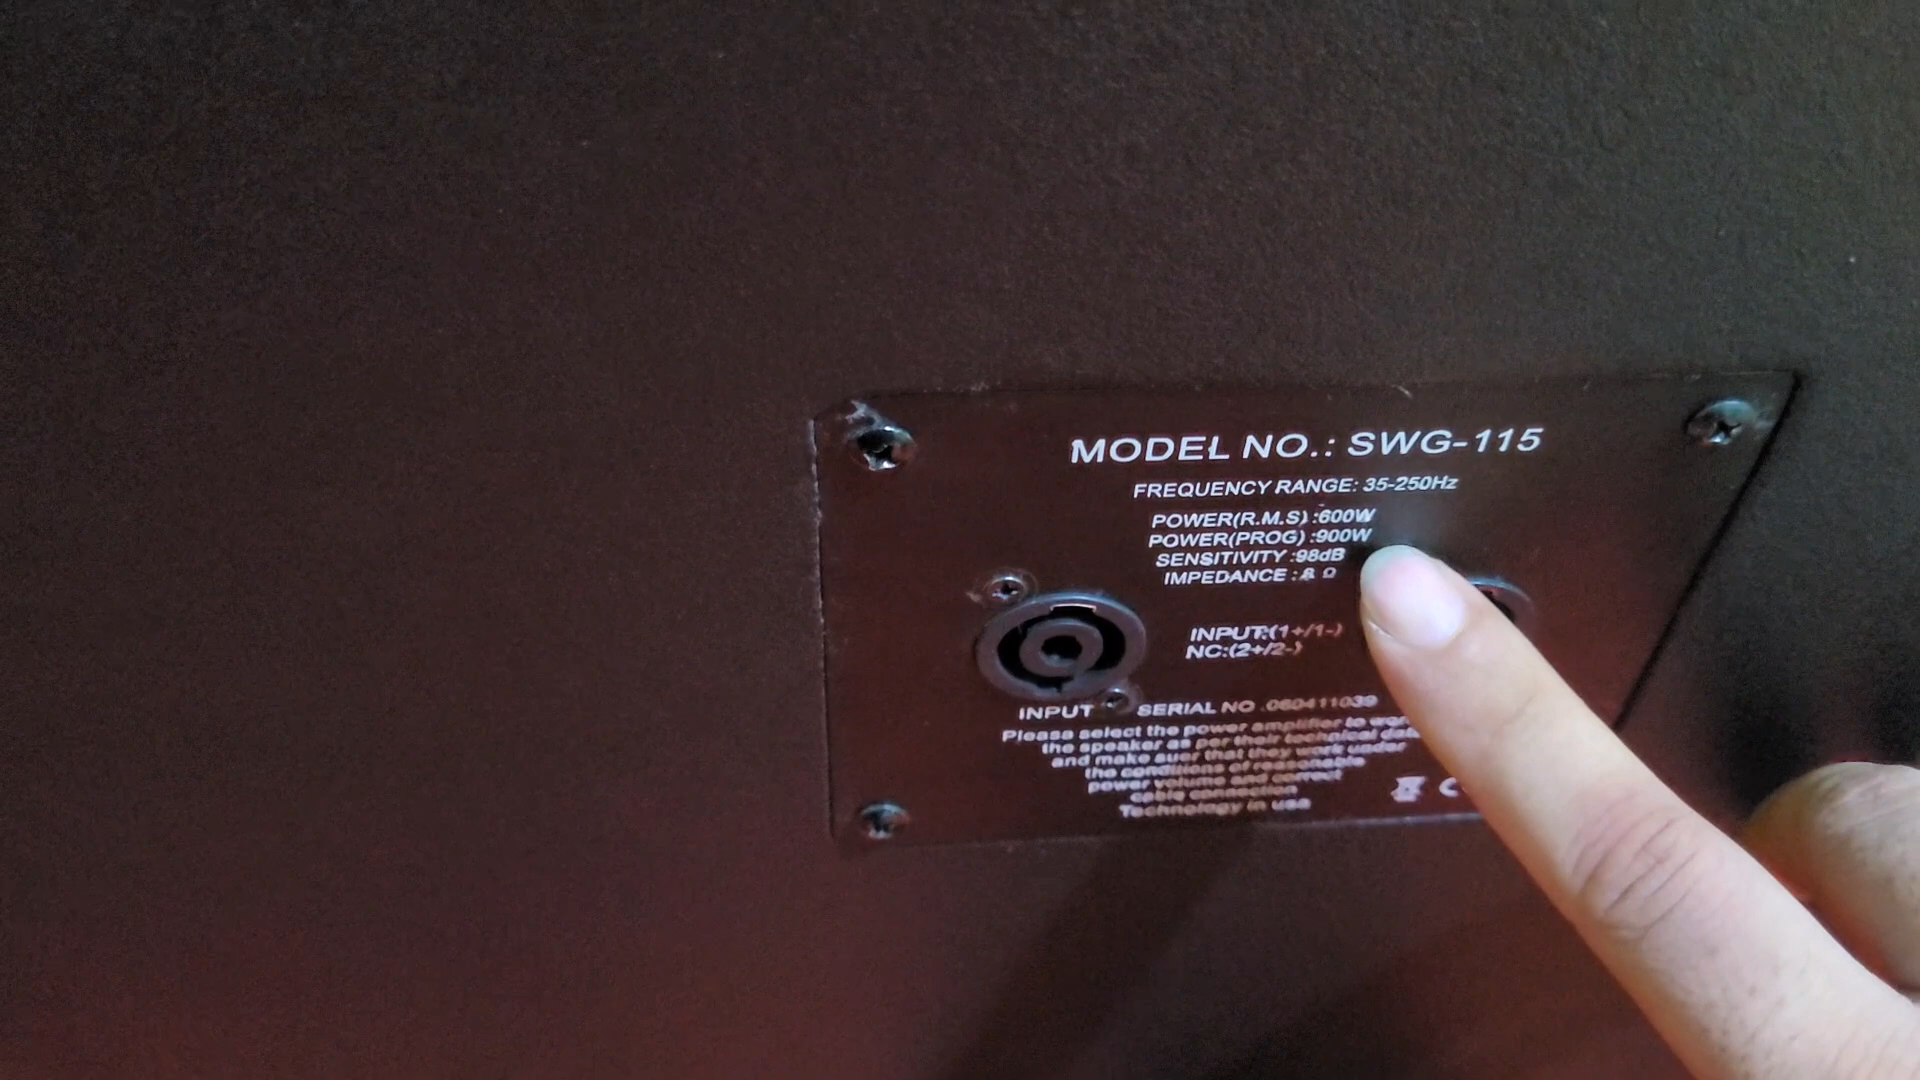 MODEL NO.: SWG-115
FREQUENCY RANGE: 35-250Hz
POWER(R.M.S) :600W
POWER(PROG) :900W
SENSITIVITY :98dB
IMPEDANCE : 8 Ω
INPUT:(1+/1-)
NC:(2+/2-)
INPUT
SERIAL NO .060411039
Please select the power amplifier to
the speaker as per their technical
and make suer that they work under
the conditions of reasonable
power volume and correct
cable connection
Technology in usa